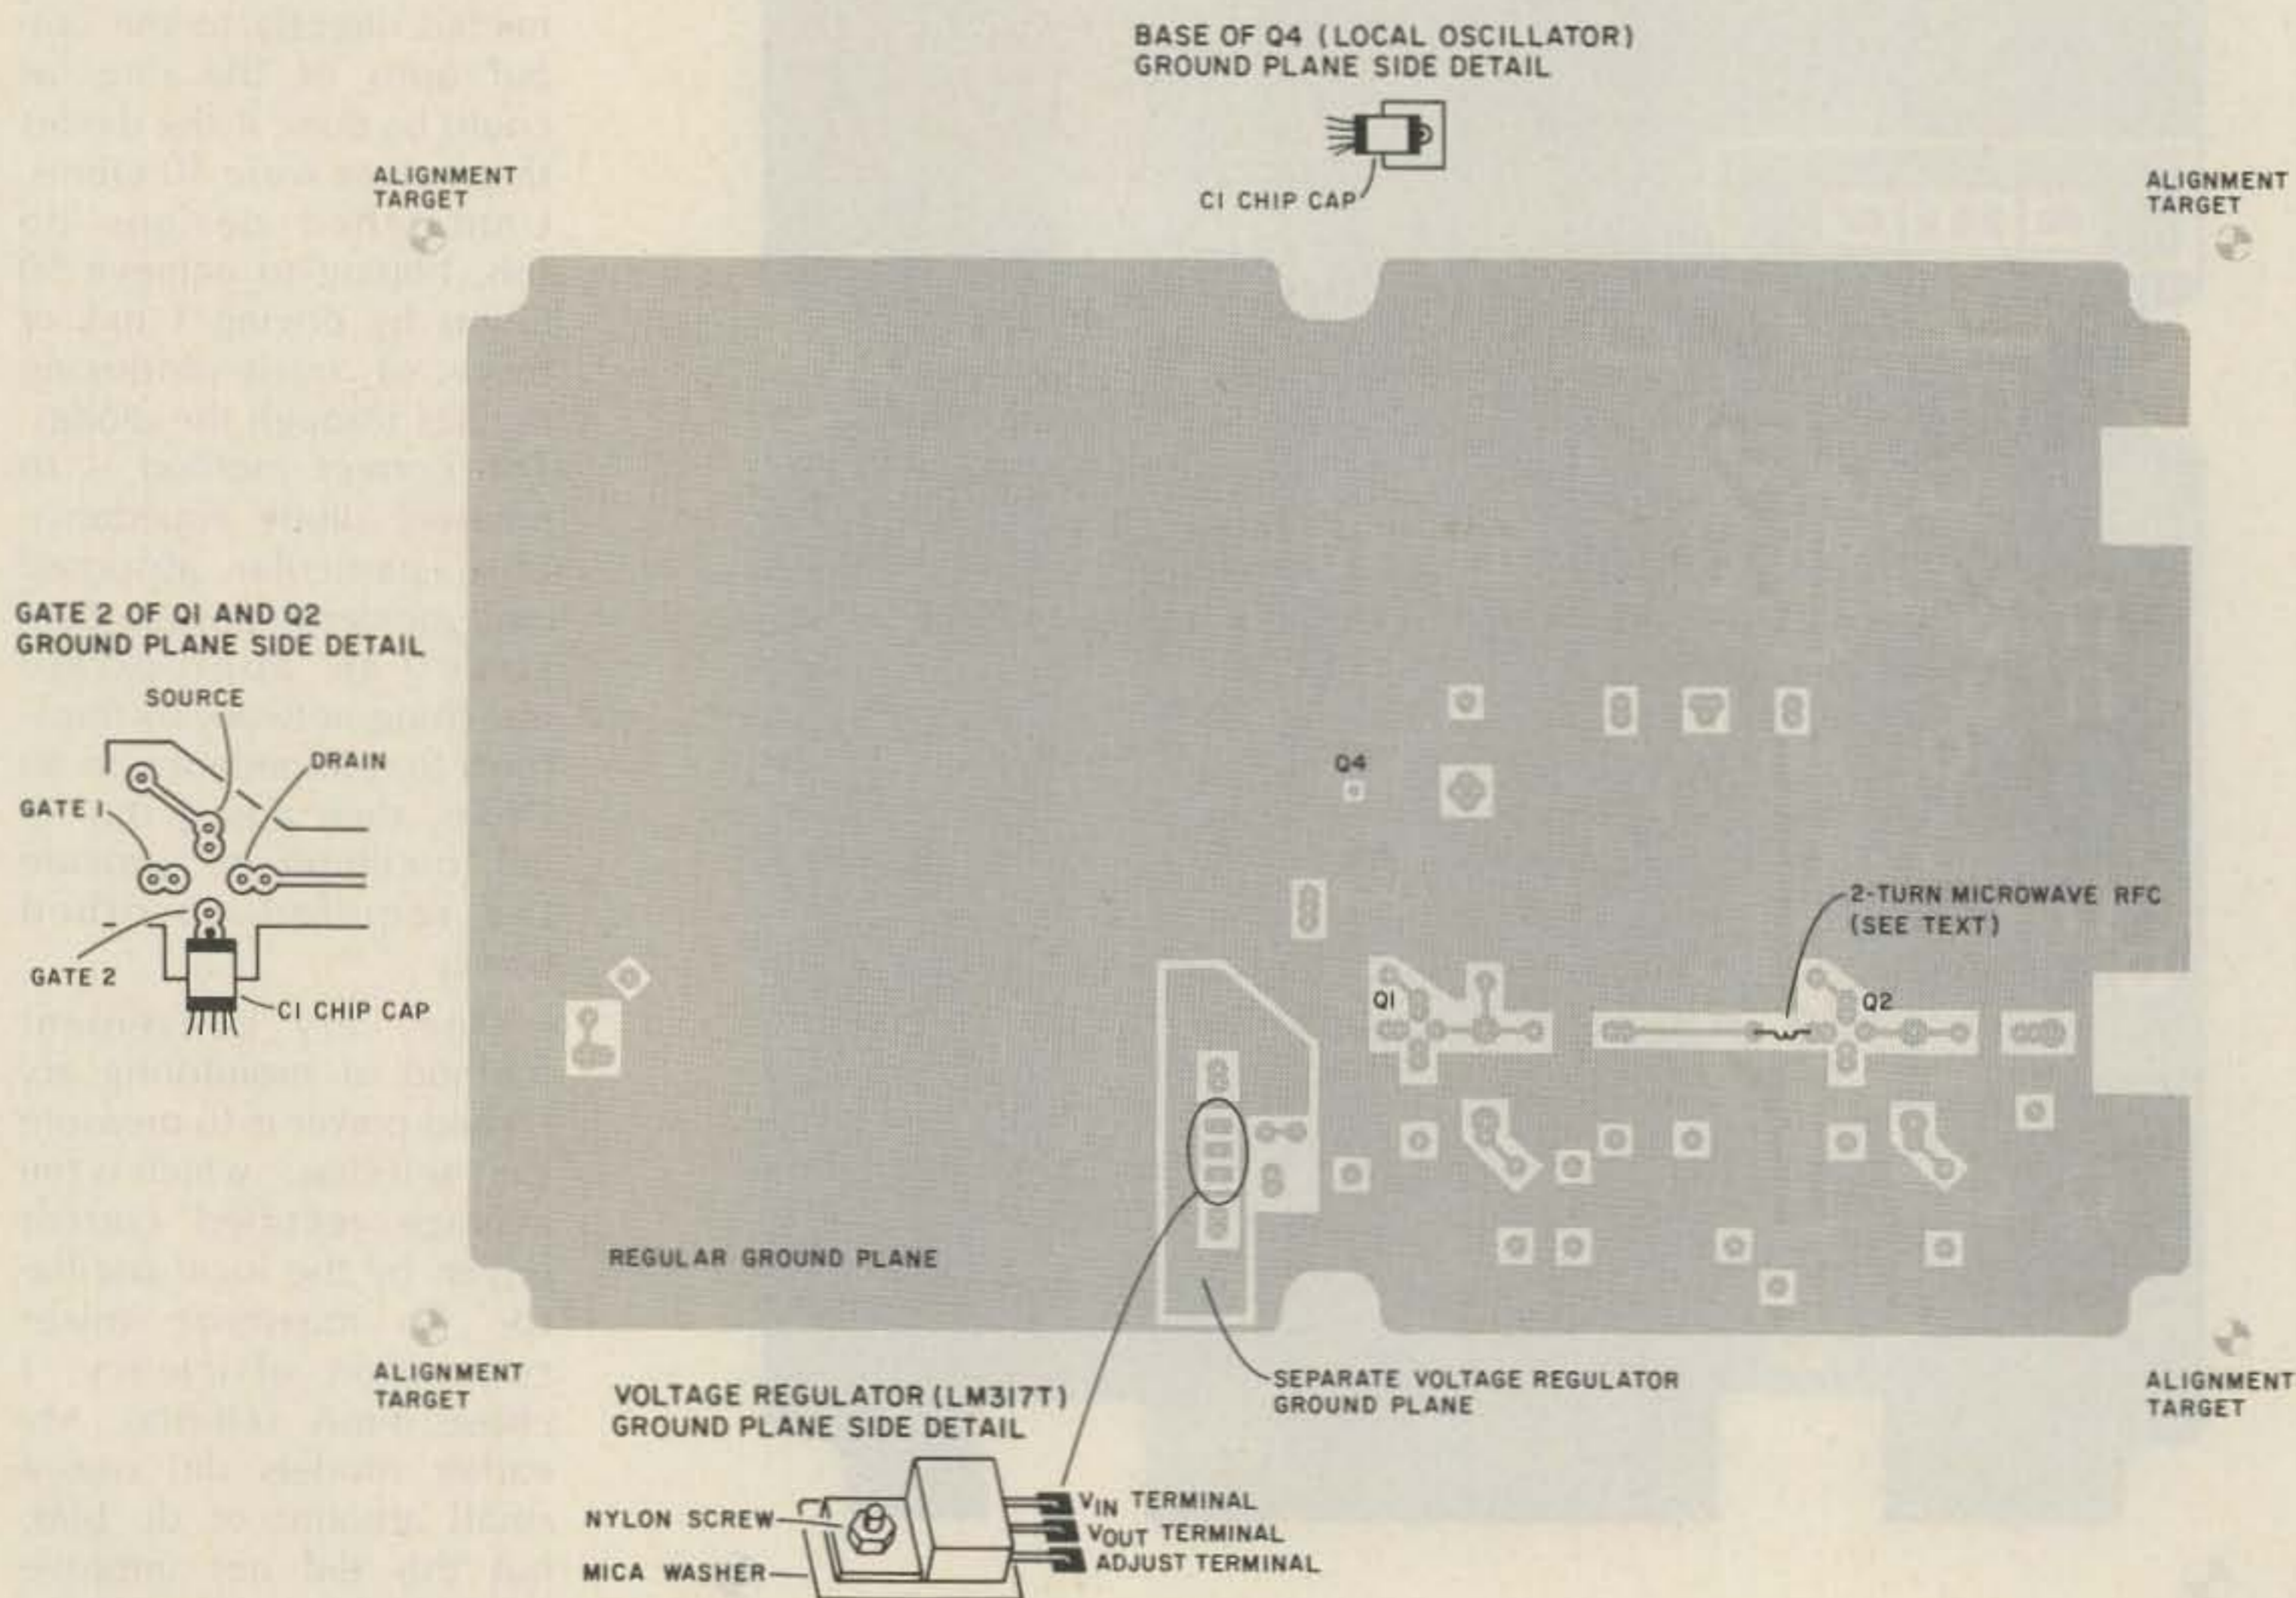 BASE OF Q4 (LOCAL OSCILLATOR)
GROUND PLANE SIDE DETAIL
C1 CHIP CAP
ALIGNMENT
TARGET
ALIGNMENT
TARGET
GATE 2 OF Q1 AND Q2
GROUND PLANE SIDE DETAIL
SOURCE
DRAIN
GATE 1
GATE 2
C1 CHIP CAP
Q4
2-TURN MICROWAVE RFC
(SEE TEXT)
Q1
Q2
REGULAR GROUND PLANE
ALIGNMENT
TARGET
SEPARATE VOLTAGE REGULATOR
GROUND PLANE
ALIGNMENT
TARGET
VOLTAGE REGULATOR (LM317T)
GROUND PLANE SIDE DETAIL
NYLON SCREW
MICA WASHER
VIN TERMINAL
VOUT TERMINAL
ADJUST TERMINAL